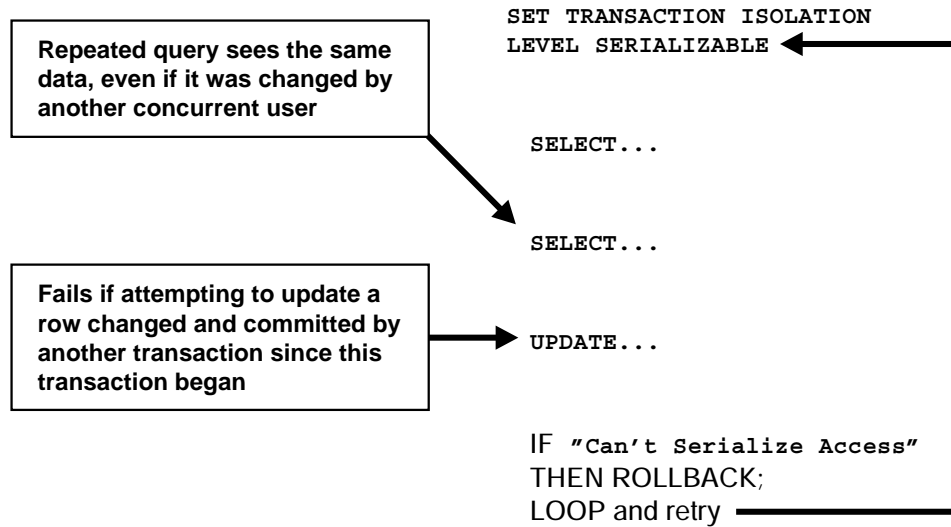 SET TRANSACTION ISOLATION
LEVEL SERIALIZABLE
Repeated query sees the same
data, even if it was changed by
another concurrent user
SELECT...
SELECT...
Fails if attempting to update a
row changed and committed by
another transaction since this
transaction began
UPDATE...
IF ”Can’t Serialize Access”
THEN ROLLBACK;
LOOP and retry